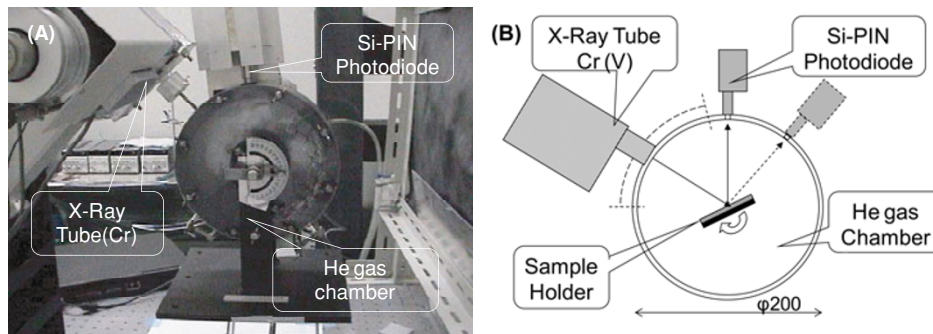 (A)
Si-PIN
Photodiode
X-Ray
Tube(Cr)
He gas
chamber
(B)
X-Ray Tube
Cr (V)
Si-PIN
Photodiode
He gas
Chamber
Sample
Holder
φ200